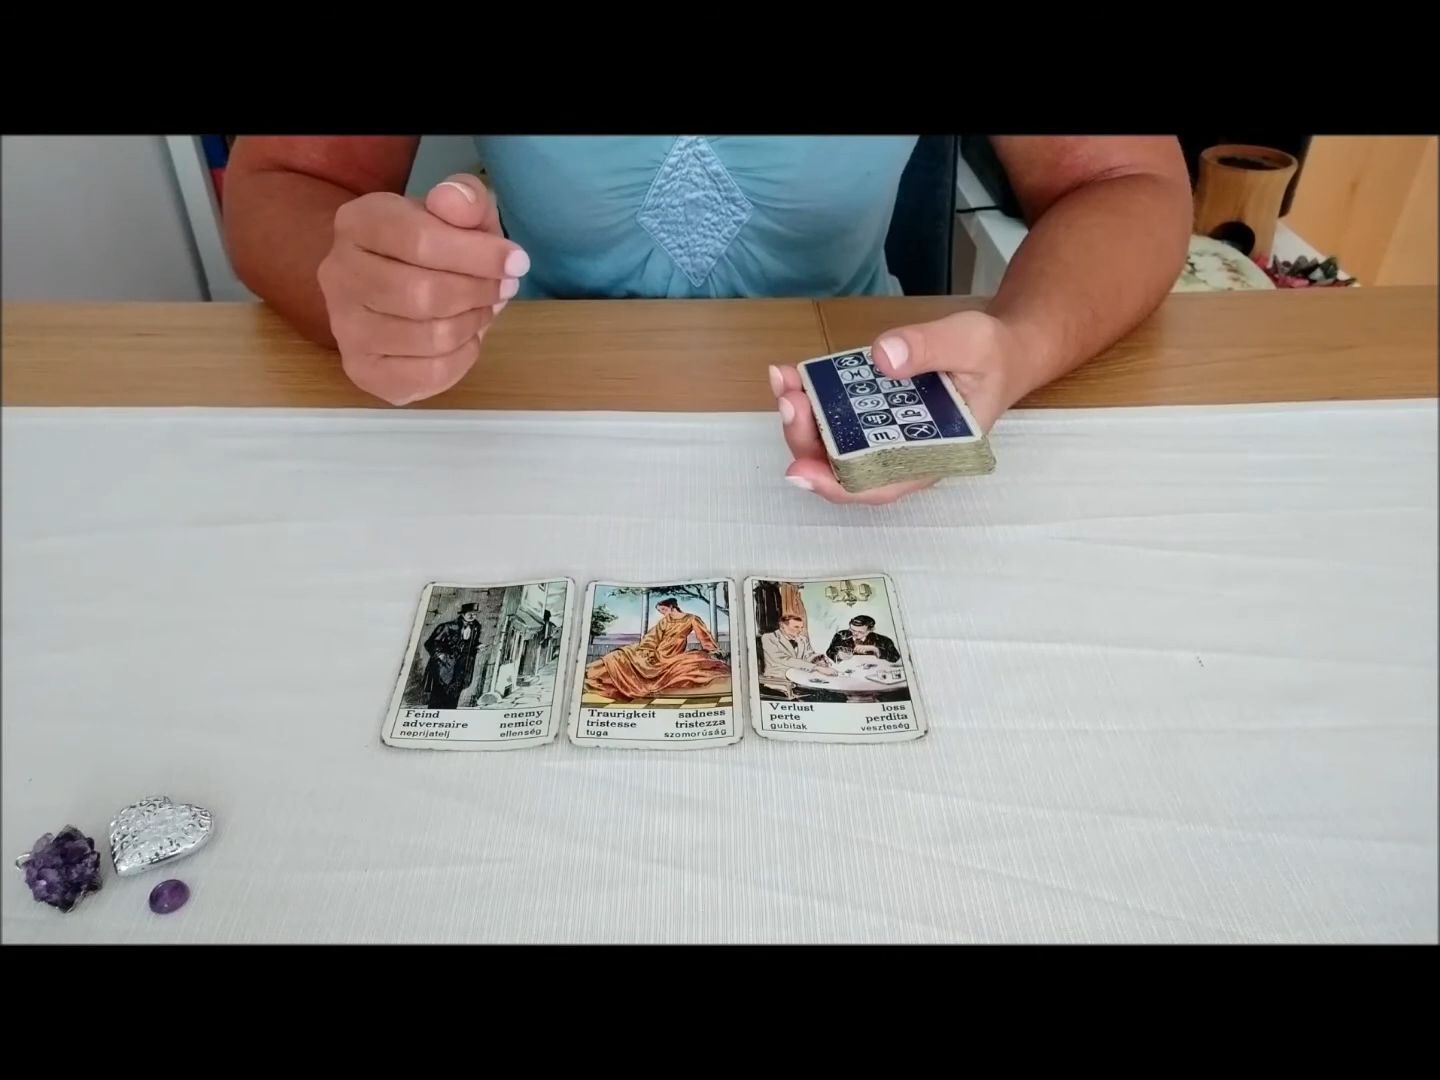 Feind enemy
adversaire nemico
neprijatelj ellenség
Traurigkeit sadness
tristesse tristezza
tuga szomorúság
Verlust loss
perte perdita
gubitak veszteség